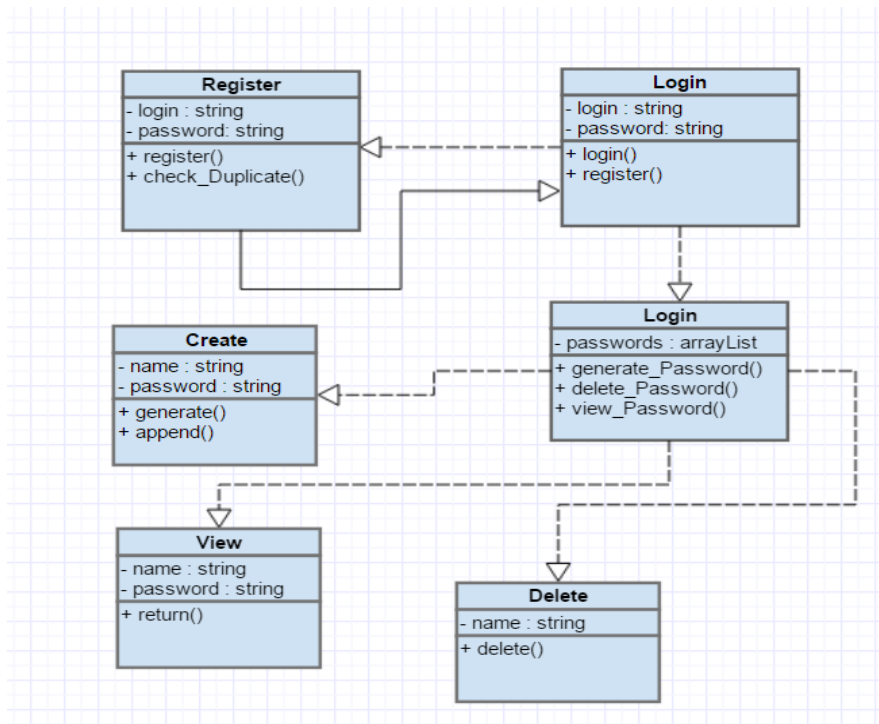 Register
- login : string
- password: string
+ register()
+ check_Duplicate()
Login
- login : string
- password: string
+ login()
+ register()
Login
- passwords : arrayList
+ generate_Password()
+ delete_Password()
+ view_Password()
Create
- name : string
- password : string
+ generate()
+ append()
View
- name : string
- password : string
+ return()
Delete
- name : string
+ delete()